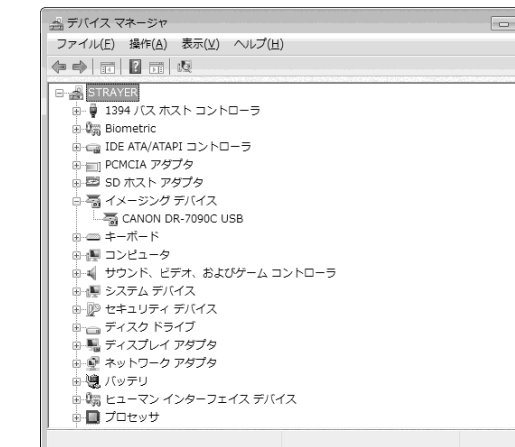 デバイス マネージャ
ファイル(F) 操作(A) 表示(V) ヘルプ(H)
STRAYER
1394 バス ホスト コントローラ
Biometric
IDE ATA/ATAPI コントローラ
PCMCIA アダプタ
SD ホスト アダプタ
イメージング デバイス
CANON DR-7090C USB
キーボード
コンピュータ
サウンド、ビデオ、およびゲーム コントローラ
システム デバイス
セキュリティ デバイス
ディスク ドライブ
ディスプレイ アダプタ
ネットワーク アダプタ
バッテリ
ヒューマン インターフェイス デバイス
プロセッサ